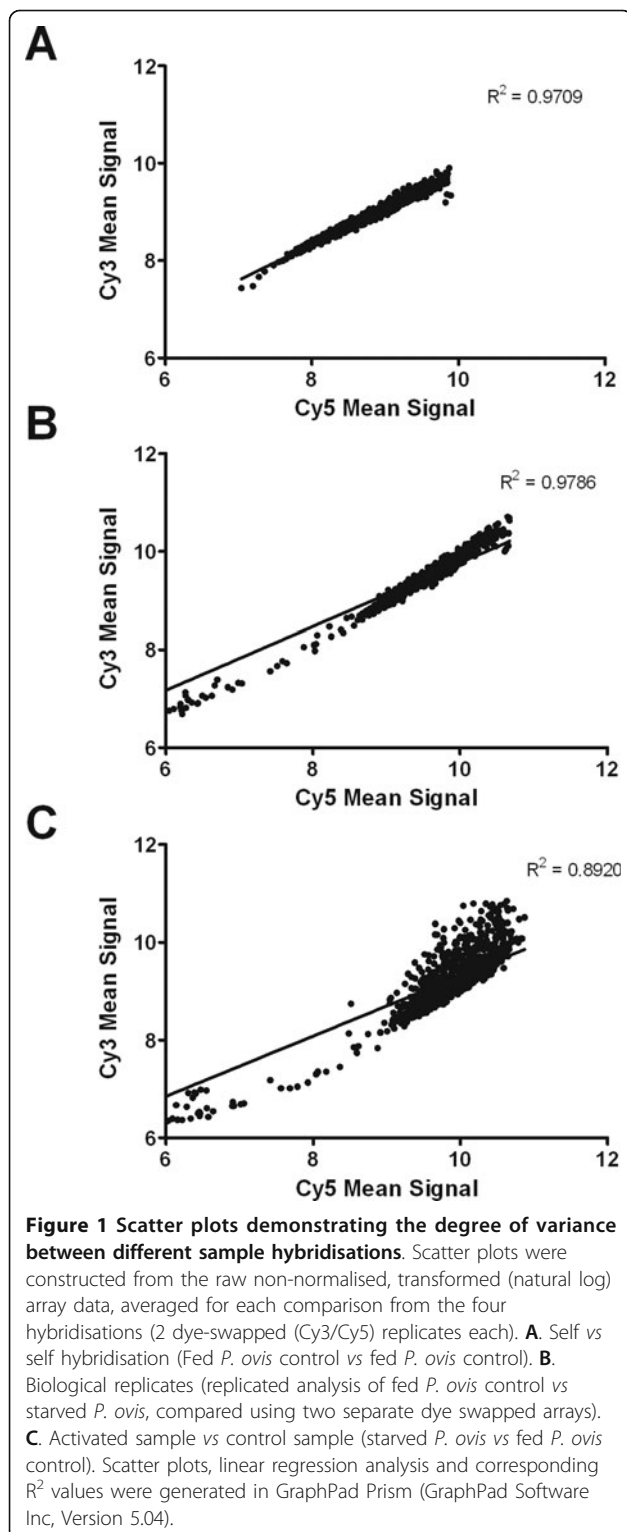 A
12
10
8
6
6 8 10 12
Cy3 Mean Signal
Cy5 Mean Signal
R² = 0.9709
B
12
10
8
6
6 8 10 12
Cy3 Mean Signal
Cy5 Mean Signal
R² = 0.9786
C
12
10
8
6
6 8 10 12
Cy3 Mean Signal
Cy5 Mean Signal
R² = 0.8920
Figure 1 Scatter plots demonstrating the degree of variance
between different sample hybridisations. Scatter plots were
constructed from the raw non-normalised, transformed (natural log)
array data, averaged for each comparison from the four
hybridisations (2 dye-swapped (Cy3/Cy5) replicates each). A. Self vs
self hybridisation (Fed P. ovis control vs fed P. ovis control). B.
Biological replicates (replicated analysis of fed P. ovis control vs
starved P. ovis, compared using two separate dye swapped arrays).
C. Activated sample vs control sample (starved P. ovis vs fed P. ovis
control). Scatter plots, linear regression analysis and corresponding
R² values were generated in GraphPad Prism (GraphPad Software
Inc, Version 5.04).